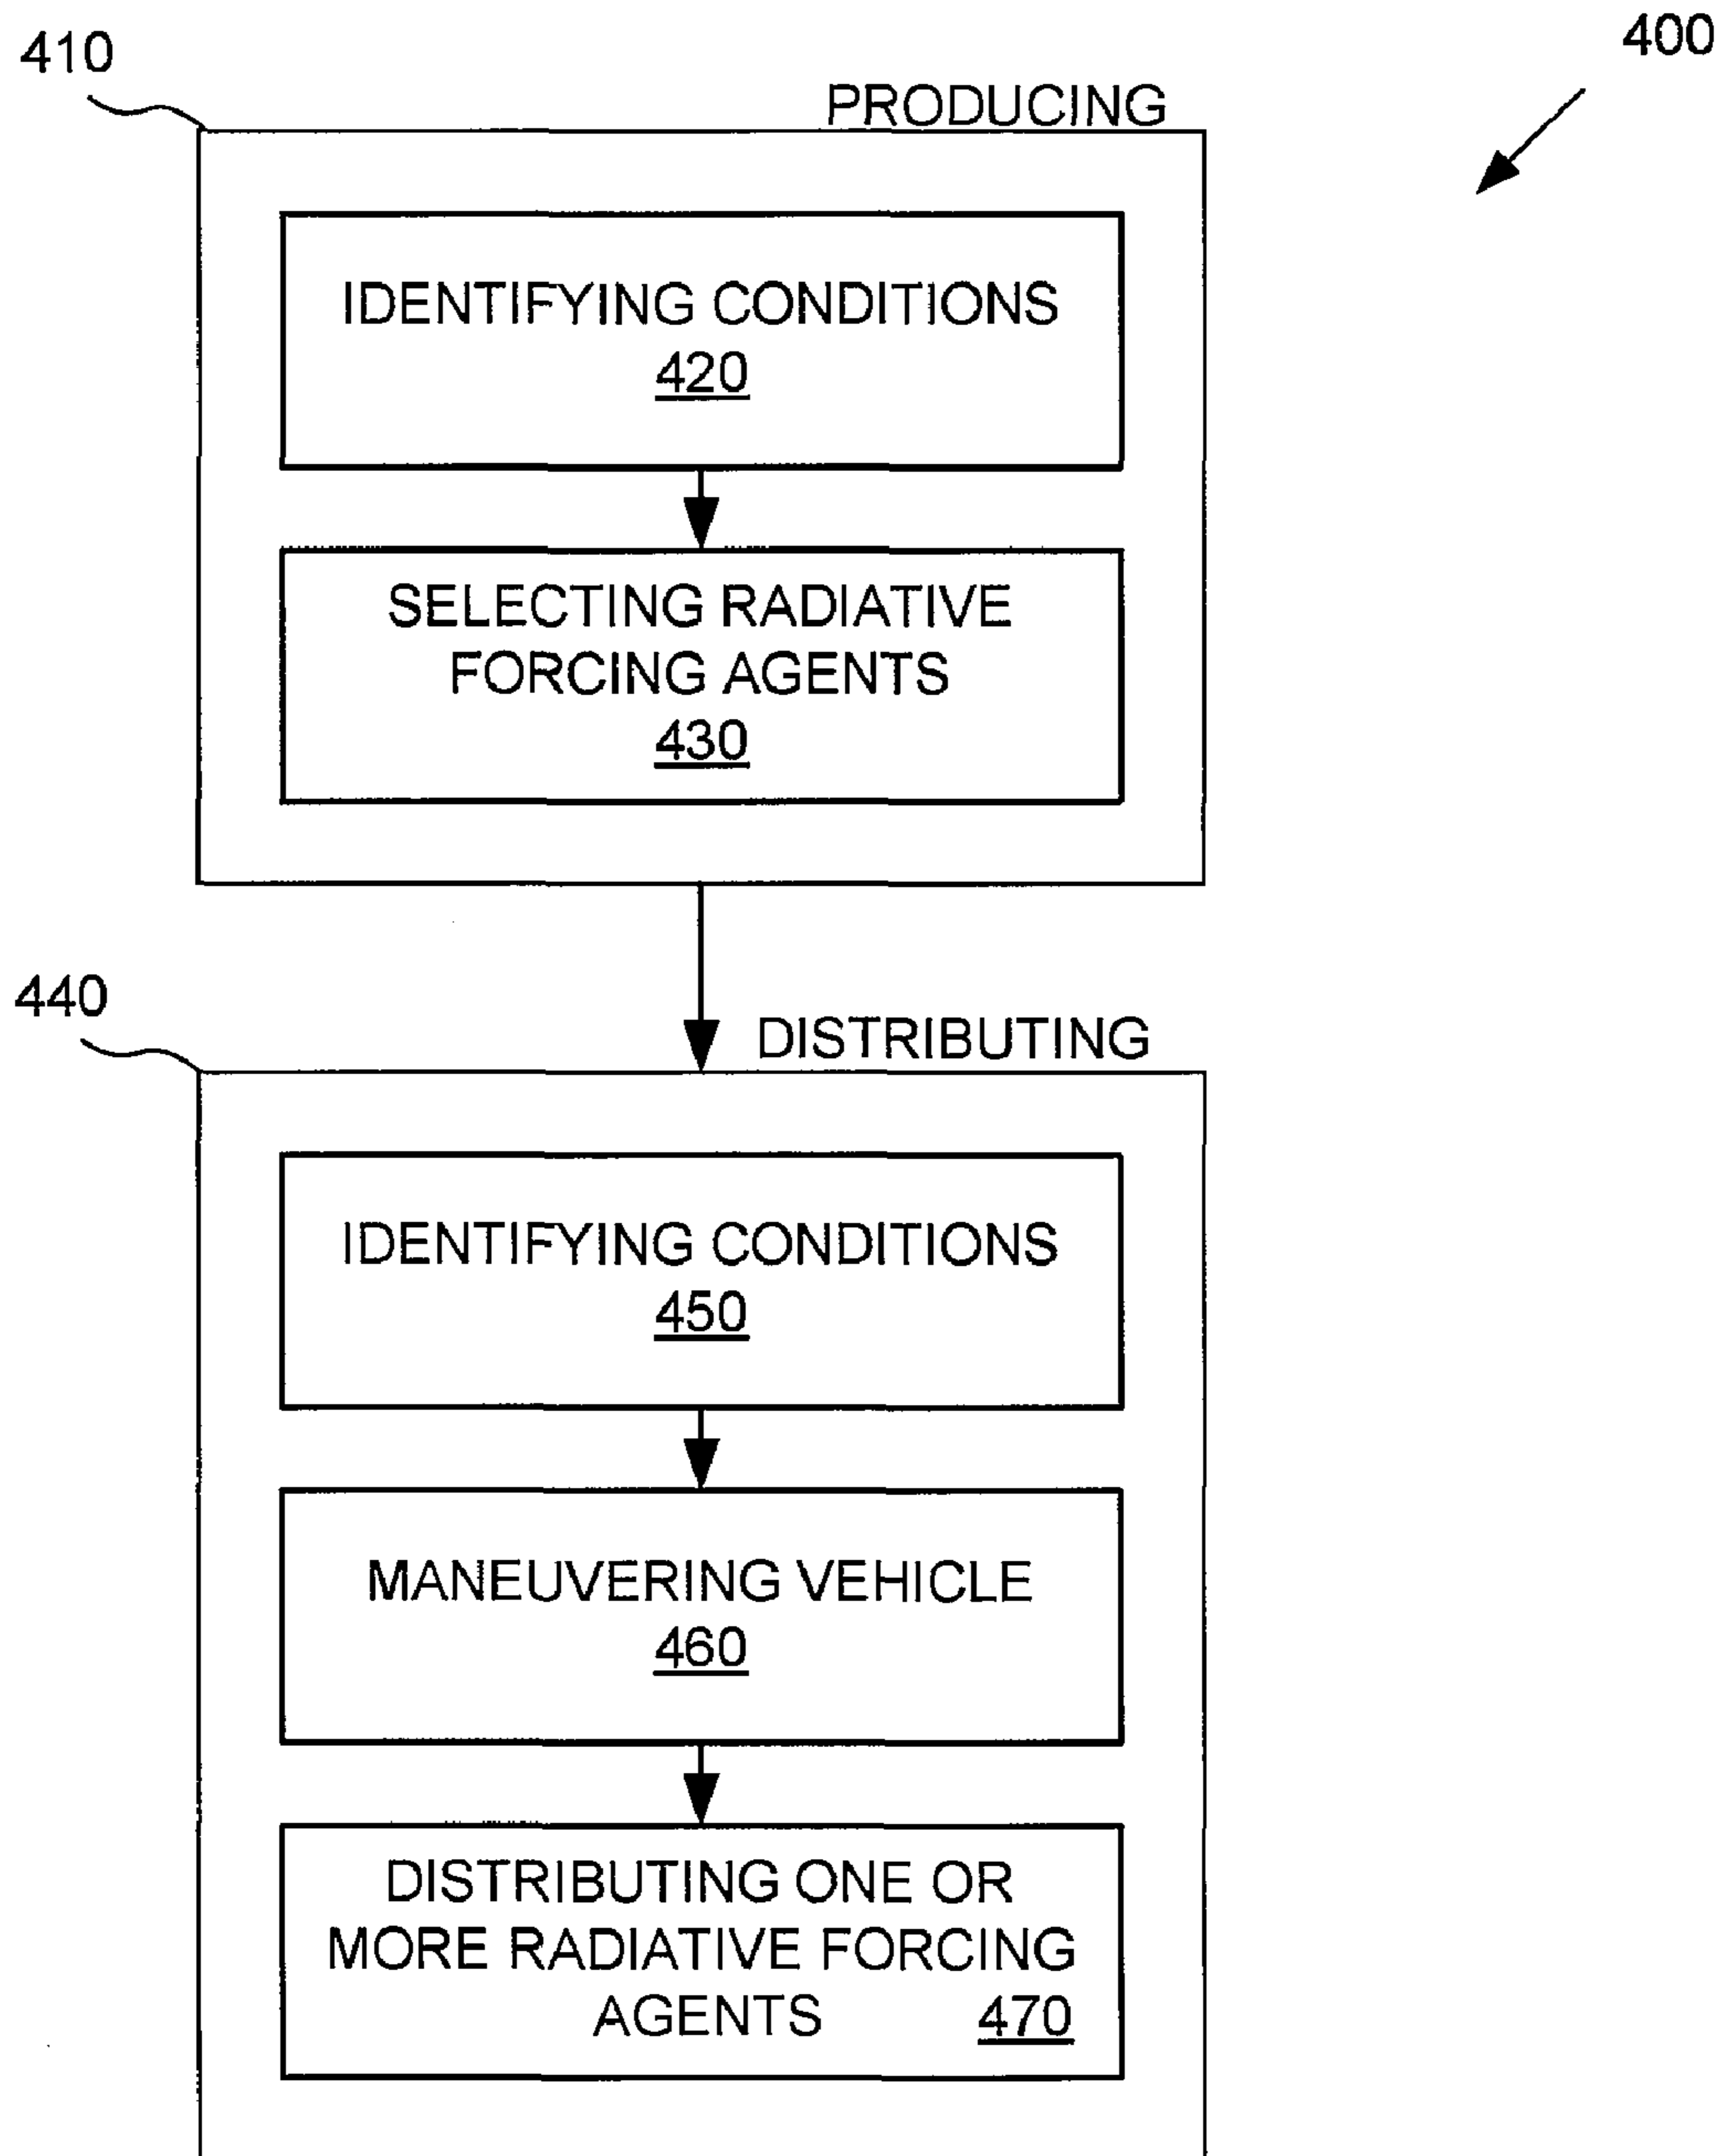 410
400
PRODUCING
IDENTIFYING CONDITIONS
420
SELECTING RADIATIVE
FORCING AGENTS
430
440
DISTRIBUTING
IDENTIFYING CONDITIONS
450
MANEUVERING VEHICLE
460
DISTRIBUTING ONE OR
MORE RADIATIVE FORCING
AGENTS 470